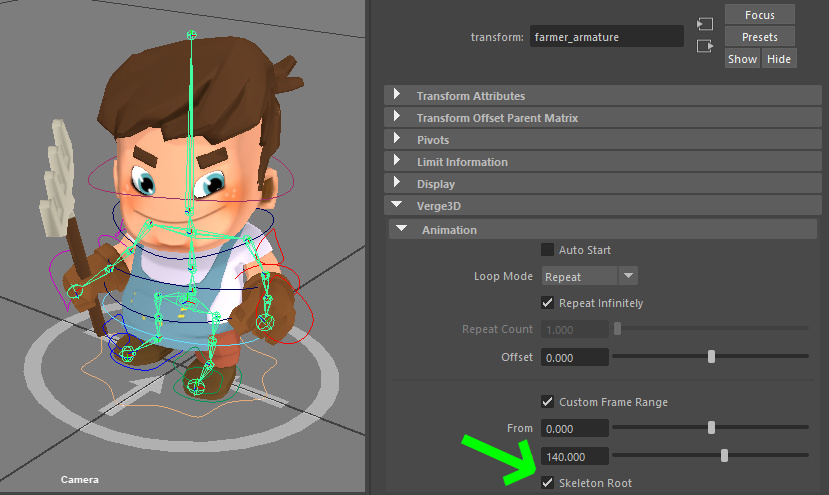 Focus
transform: farmer_armature
Presets
Show Hide
Transform Attributes
Transform Offset Parent Matrix
Pivots
Limit Information
Display
Verge3D
Animation
Auto Start
Loop Mode Repeat
Repeat Infinitely
Repeat Count 1.000
Offset 0.000
Custom Frame Range
From 0.000
140.000
Skeleton Root
Camera